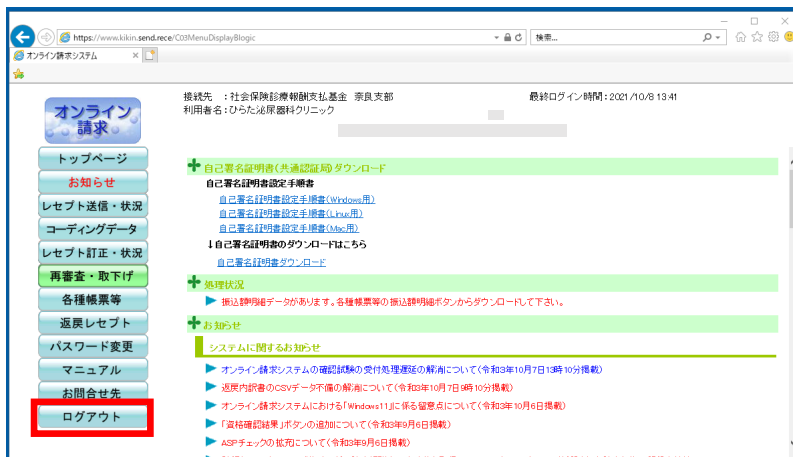 https://www.kikin.send.rece/C03MenuDisplayBlogic
検索...
オンライン請求システム
接続先 ：社会保険診療報酬支払基金 奈良支部
最終ログイン時間：2021/10/8 13:41
利用者名：ひらた泌尿器科クリニック
オンライン
請求
トップページ
お知らせ
レセプト送信・状況
コーディングデータ
レセプト訂正・状況
再審査・取下げ
各種帳票等
返戻レセプト
パスワード変更
マニュアル
お問合せ先
ログアウト
自己署名証明書(共通認証局)ダウンロード
自己署名証明書設定手順書
自己署名証明書設定手順書(Windows用)
自己署名証明書設定手順書(Linux用)
自己署名証明書設定手順書(Mac用)
↓自己署名証明書のダウンロードはこちら
自己署名証明書ダウンロード
処理状況
振込額明細データがあります。各種帳票等の振込額明細ボタンからダウンロードして下さい。
お知らせ
システムに関するお知らせ
オンライン請求システムの確認試験の受付処理遅延の解消について(令和3年10月7日13時10分掲載)
返戻内訳書のCSVデータ不備の解消について(令和3年10月7日9時10分掲載)
オンライン請求システムにおける「Windows11」に係る留意点について(令和3年10月6日掲載)
「資格確認結果」ボタンの追加について(令和3年9月6日掲載)
ASPチェックの拡充について(令和3年9月6日掲載)